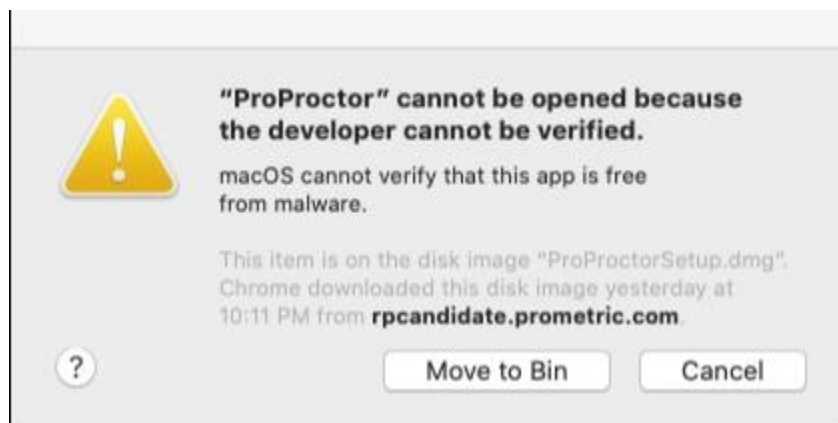 “ProProctor” cannot be opened because
the developer cannot be verified.
macOS cannot verify that this app is free
from malware.
This item is on the disk image “ProProctorSetup.dmg”.
Chrome downloaded this disk image yesterday at
10:11 PM from rpcandidate.prometric.com.
?
Move to Bin
Cancel